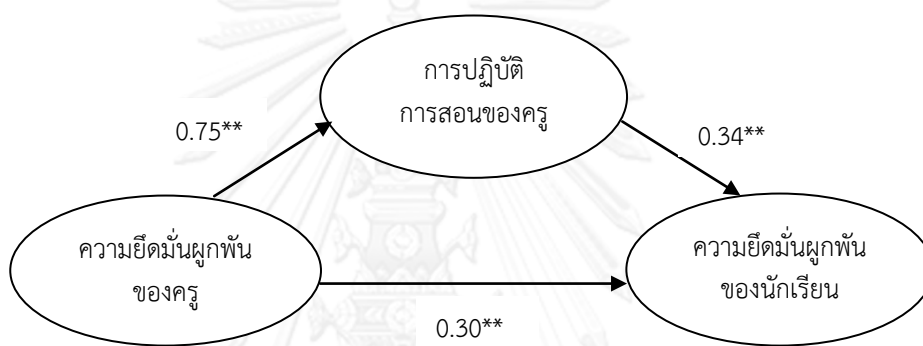 การปฏิบัติ
การสอนของครู
0.75**
0.34**
ความยึดมั่นผูกพัน
ของครู
ความยึดมั่นผูกพัน
ของนักเรียน
0.30**